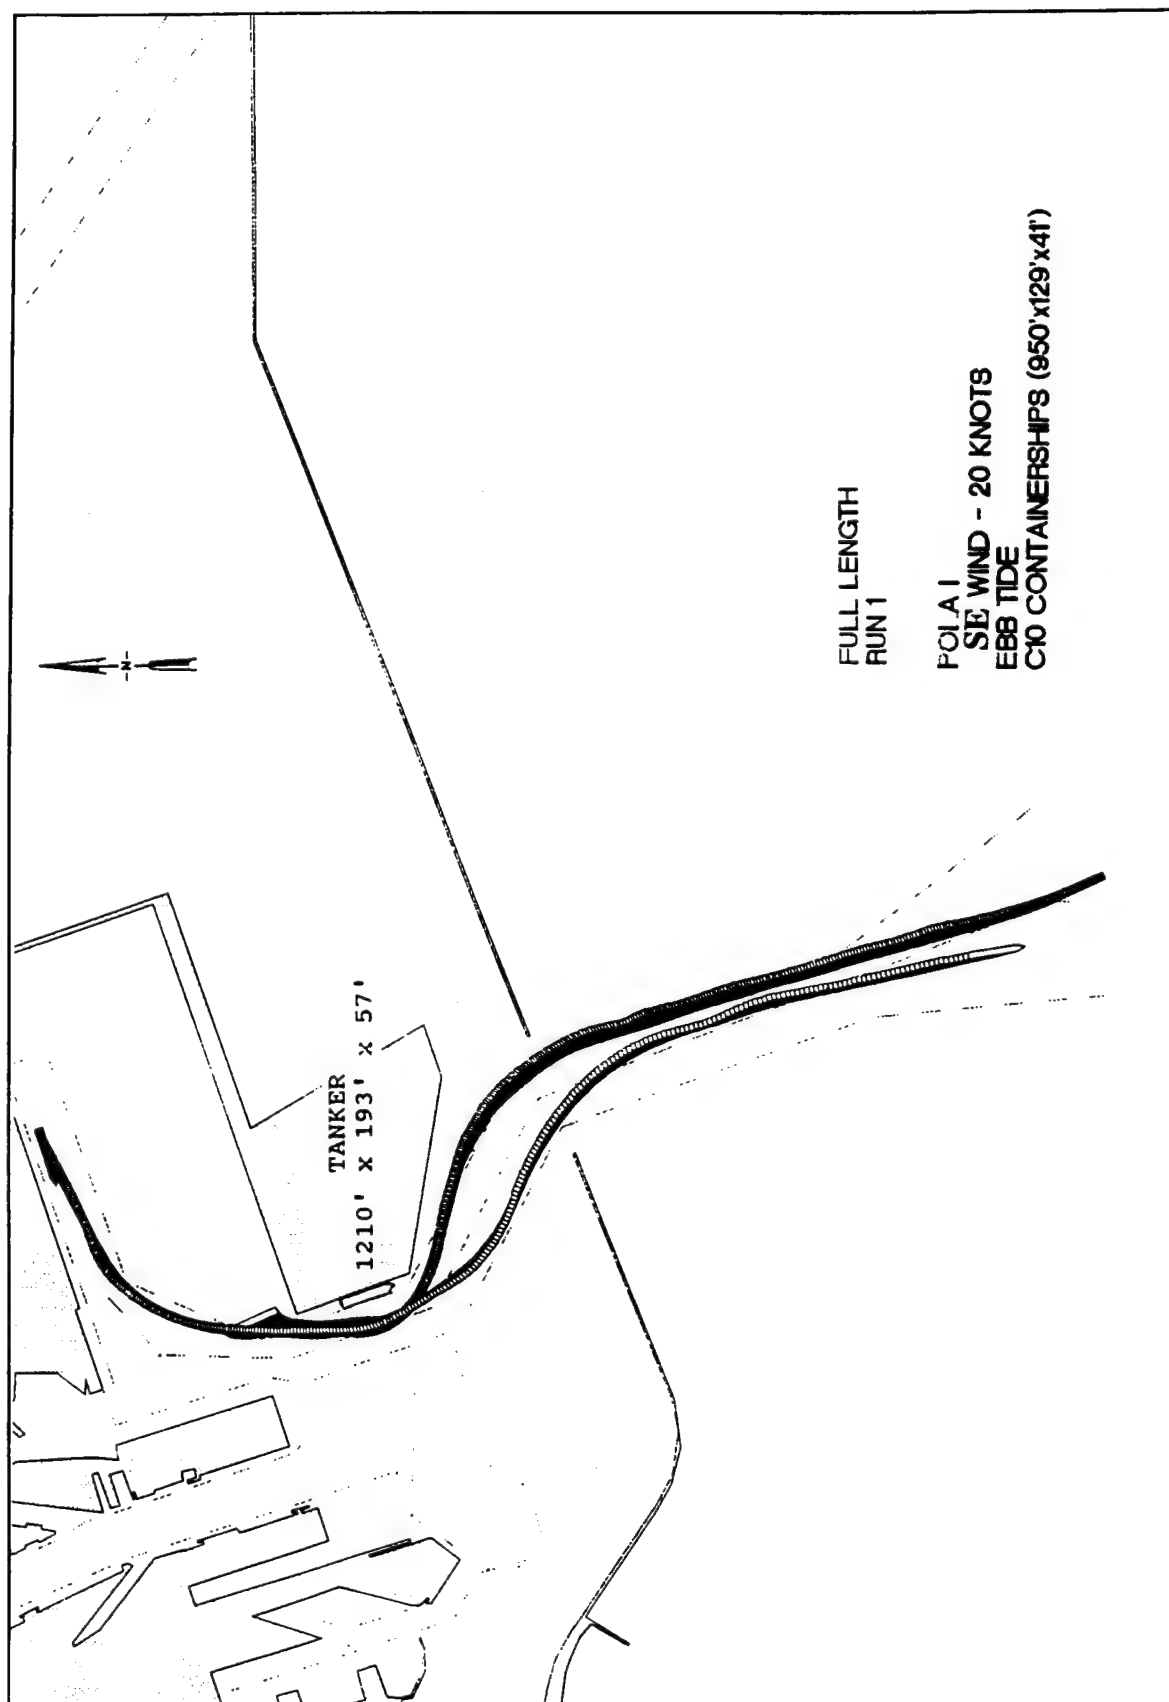 N
TANKER
1210' x 193' x 57'
FULL LENGTH
RUN 1
POLA I
SE WIND - 20 KNOTS
EBB TIDE
C10 CONTAINERSHIPS (950'x129'x41')